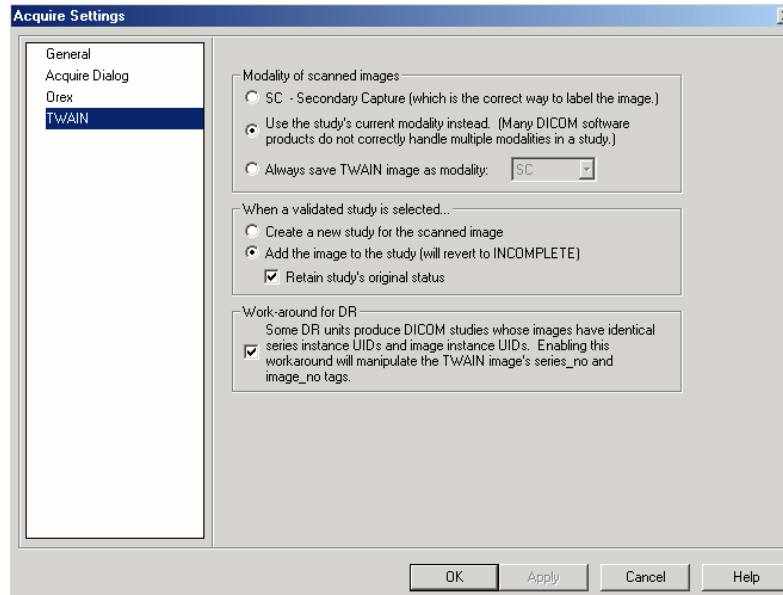 Acquire Settings
General
Acquire Dialog
Orex
TWAIN
Modality of scanned images
SC - Secondary Capture (which is the correct way to label the image.)
Use the study's current modality instead. (Many DICOM software
products do not correctly handle multiple modalities in a study.)
Always save TWAIN image as modality: SC
When a validated study is selected...
Create a new study for the scanned image
Add the image to the study (will revert to INCOMPLETE)
Retain study's original status
Work-around for DR
Some DR units produce DICOM studies whose images have identical
series instance UIDs and image instance UIDs. Enabling this
workaround will manipulate the TWAIN image's series_no and
image_no tags.
OK Apply Cancel Help